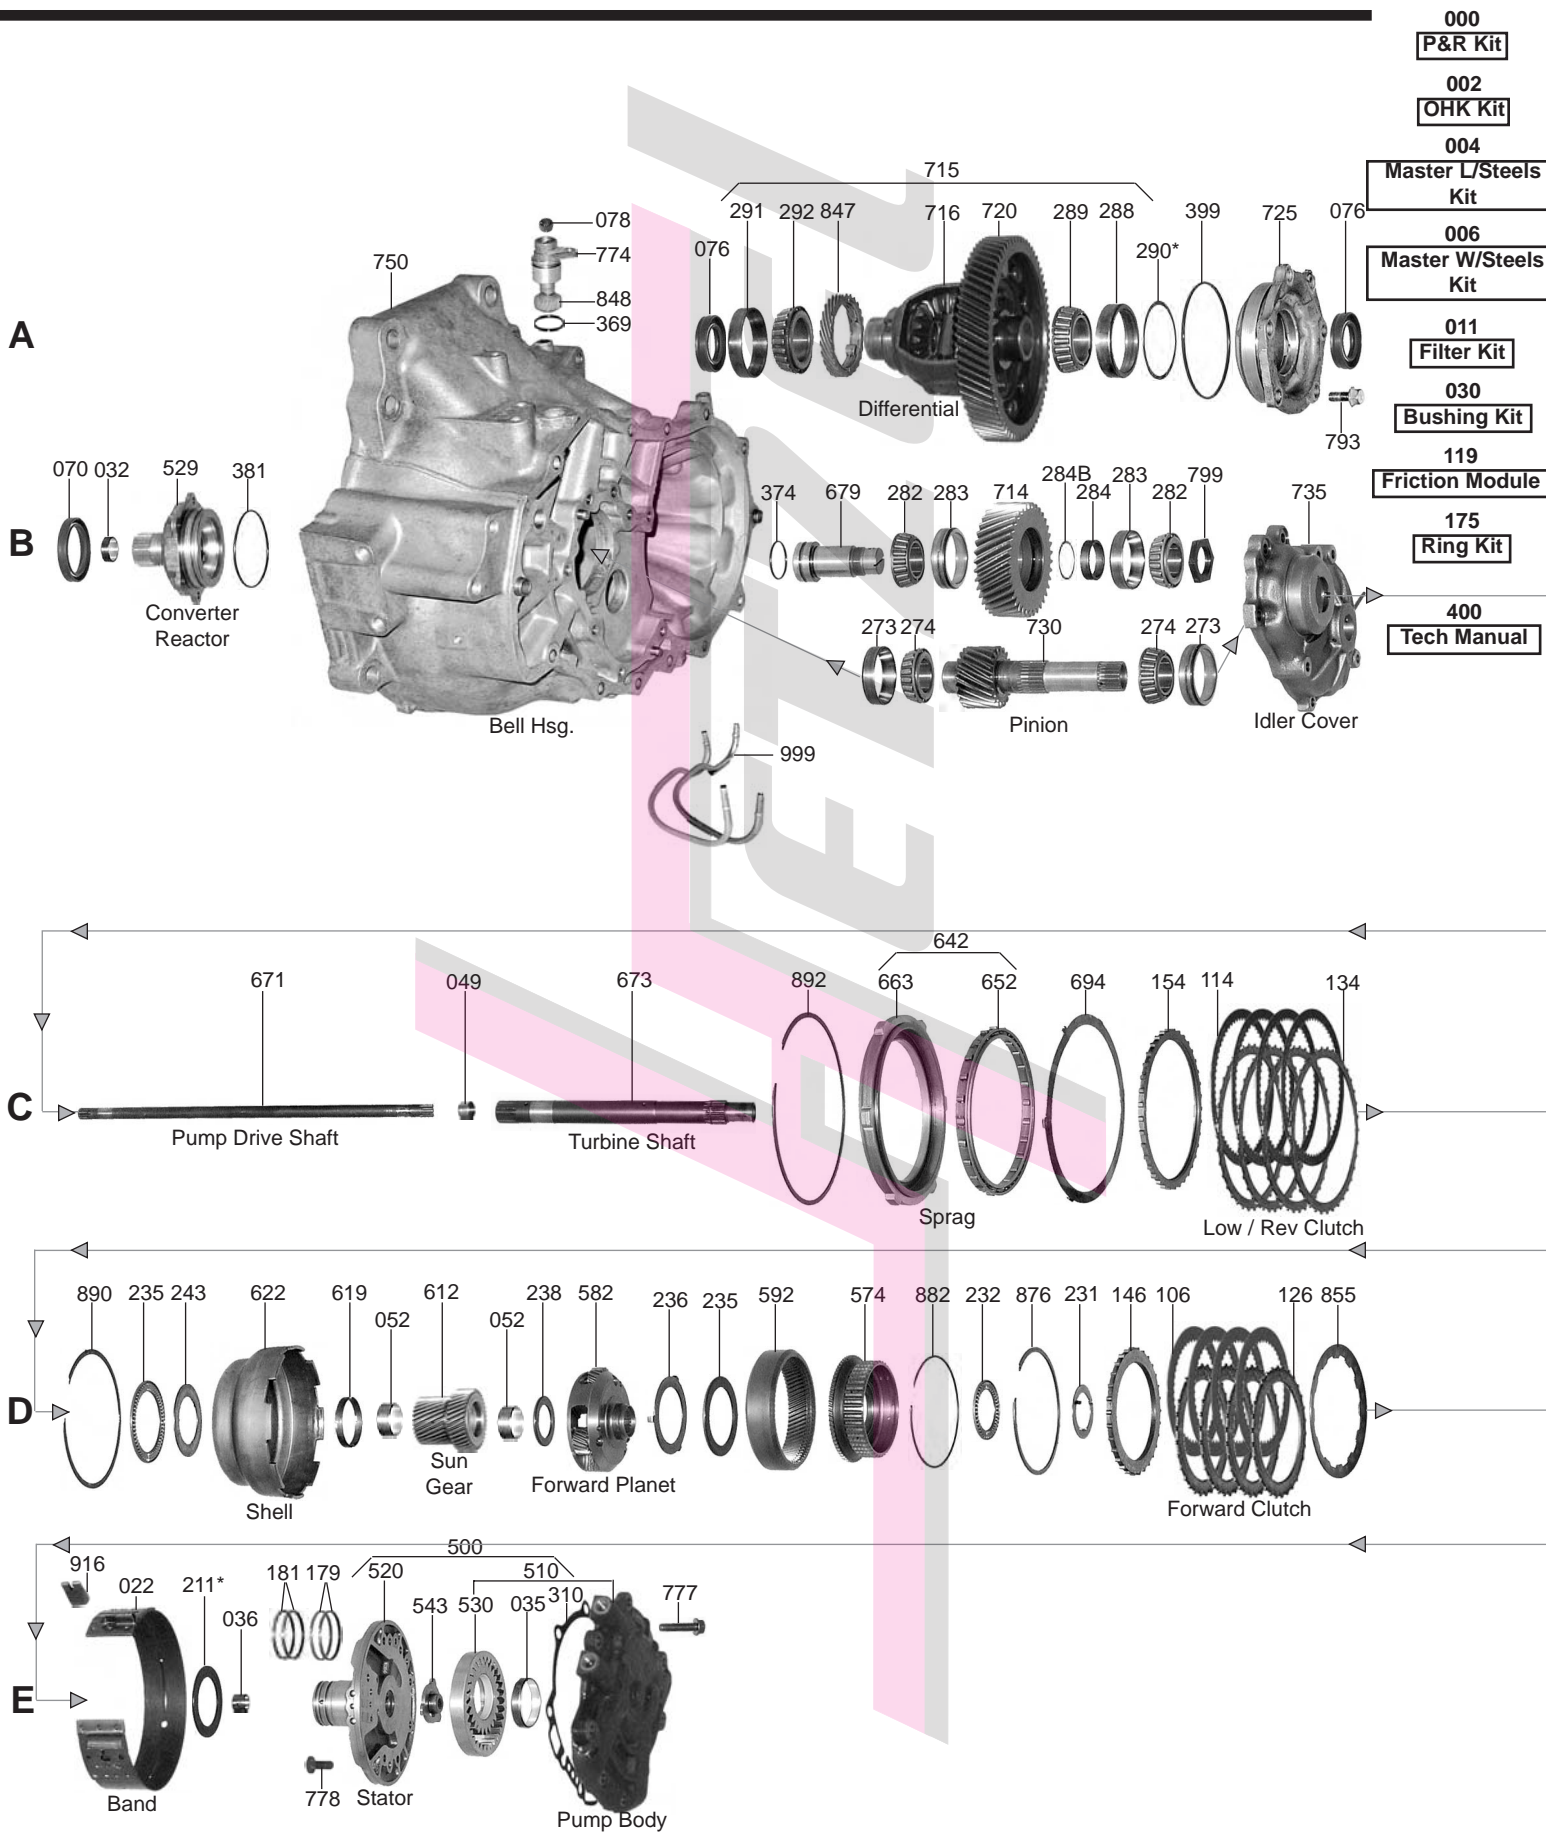 000
P&R Kit
002
OHK Kit
004
Master L/Steels
Kit
006
Master W/Steels
Kit
011
Filter Kit
030
Bushing Kit
119
Friction Module
175
Ring Kit
400
Tech Manual
A
750
078
774
848
369
715
076
291
292
847
716
720
289
288
290*
399
725
076
Differential
793
B
070
032
529
381
Converter
Reactor
Bell Hsg.
374
679
282
283
714
284B
284
283
282
799
735
273
274
730
274
273
Pinion
Idler Cover
999
C
671
049
673
892
642
663
652
694
154
114
134
Pump Drive Shaft
Turbine Shaft
Sprag
Low / Rev Clutch
D
890
235
243
622
619
052
612
052
238
582
236
235
592
574
882
232
876
231
146
106
126
855
Shell
Sun
Gear
Forward Planet
Forward Clutch
E
916
022
211*
036
181
179
500
520
543
510
530
035
310
777
778
Band
Stator
Pump Body